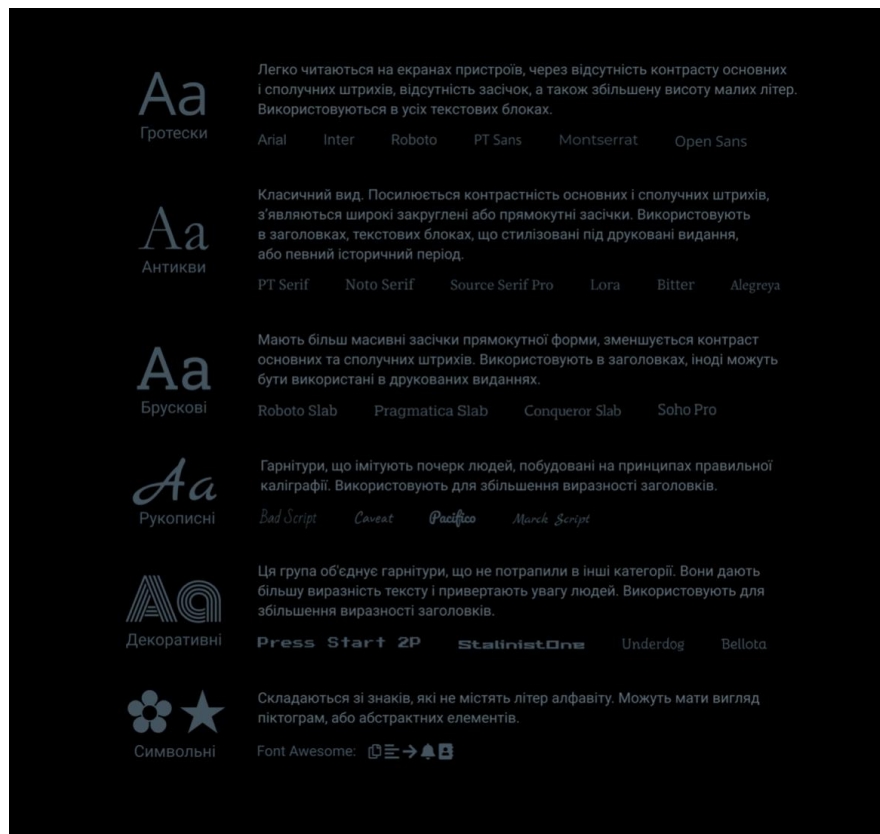 Аа
Гротески
Легко читаються на екранах пристроїв, через відсутність контрасту основних
і сполучних штрихів, відсутність засічок, а також збільшену висоту малих літер.
Використовуються в усіх текстових блоках.
Arial Inter Roboto PT Sans Montserrat Open Sans
Аа
Антикви
Класичний вид. Посилюється контрастність основних і сполучних штрихів,
з'являються широкі закруглені або прямокутні засічки. Використовують
в заголовках, текстових блоках, що стилізовані під друковані видання,
або певний історичний період.
PT Serif Noto Serif Source Serif Pro Lora Bitter Alegreya
Аа
Брускові
Мають більш масивні засічки прямокутної форми, зменшується контраст
основних та сполучних штрихів. Використовують в заголовках, іноді можуть
бути використані в друкованих виданнях.
Roboto Slab Pragmatica Slab Conqueror Slab Soho Pro
Аа
Рукописні
Гарнітури, що імітують почерк людей, побудовані на принципах правильної
каліграфії. Використовують для збільшення виразності заголовків.
Bad Script Caveat Pacifico Marck Script
Аа
Декоративні
Ця група об'єднує гарнітури, що не потрапили в інші категорії. Вони дають
більшу виразність тексту і привертають увагу людей. Використовують для
збільшення виразності заголовків.
Press Start 2P StalinistOne Underdog Bellota
Символьні
Складаються зі знаків, які не містять літер алфавіту. Можуть мати вигляд
піктограм, або абстрактних елементів.
Font Awesome: